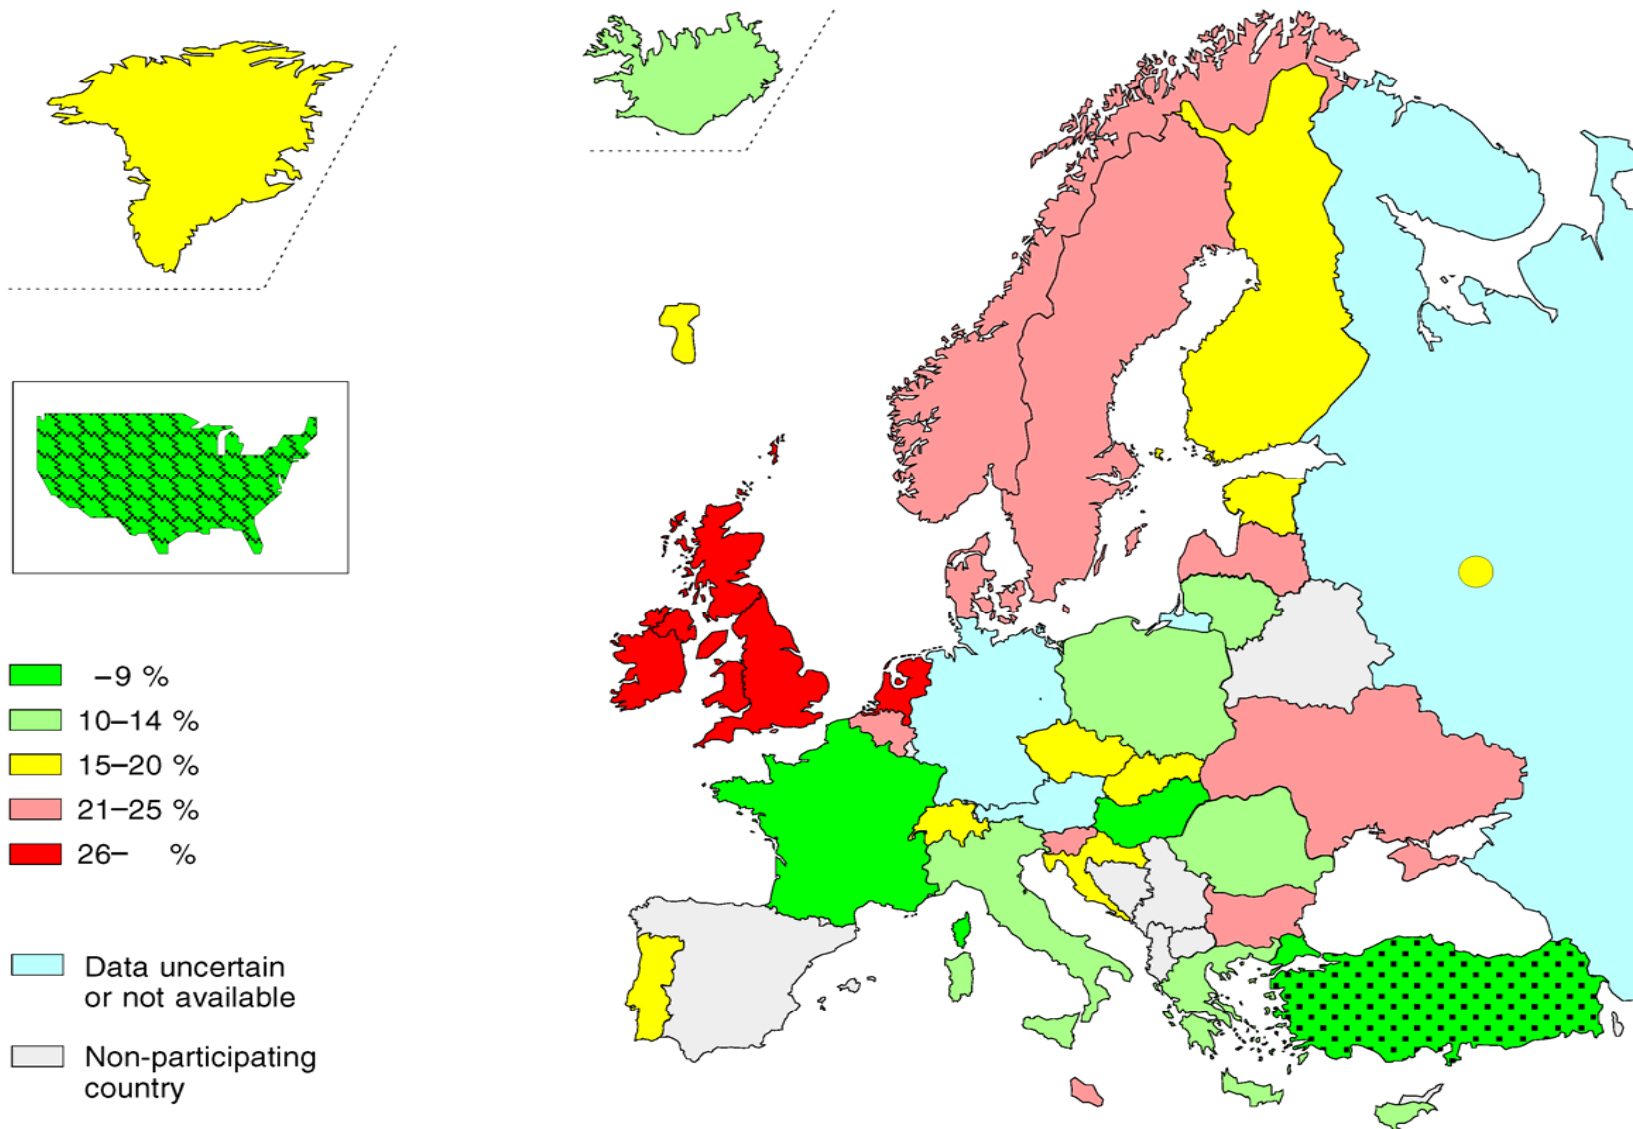 –9 %
10–14 %
15–20 %
21–25 %
26– %
Data uncertain
or not available
Non-participating
country